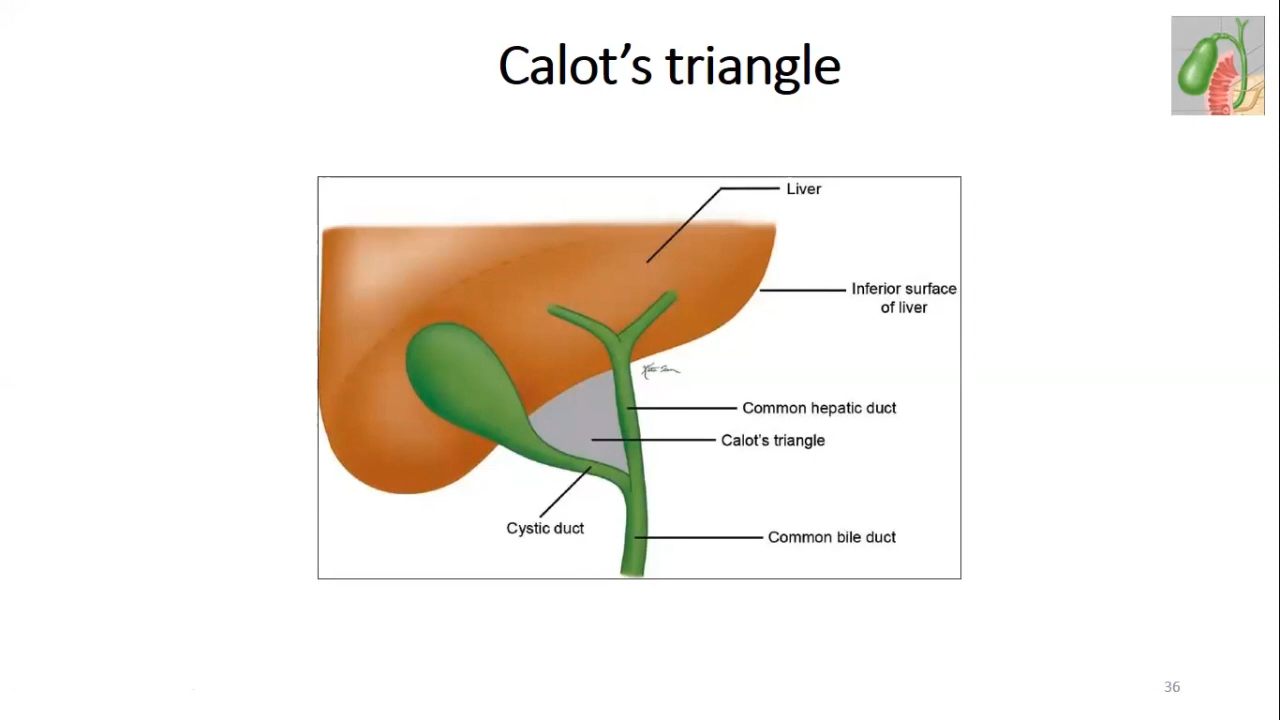 Calot’s triangle
Liver
Inferior surface
of liver
Common hepatic duct
Calot’s triangle
Cystic duct
Common bile duct
36